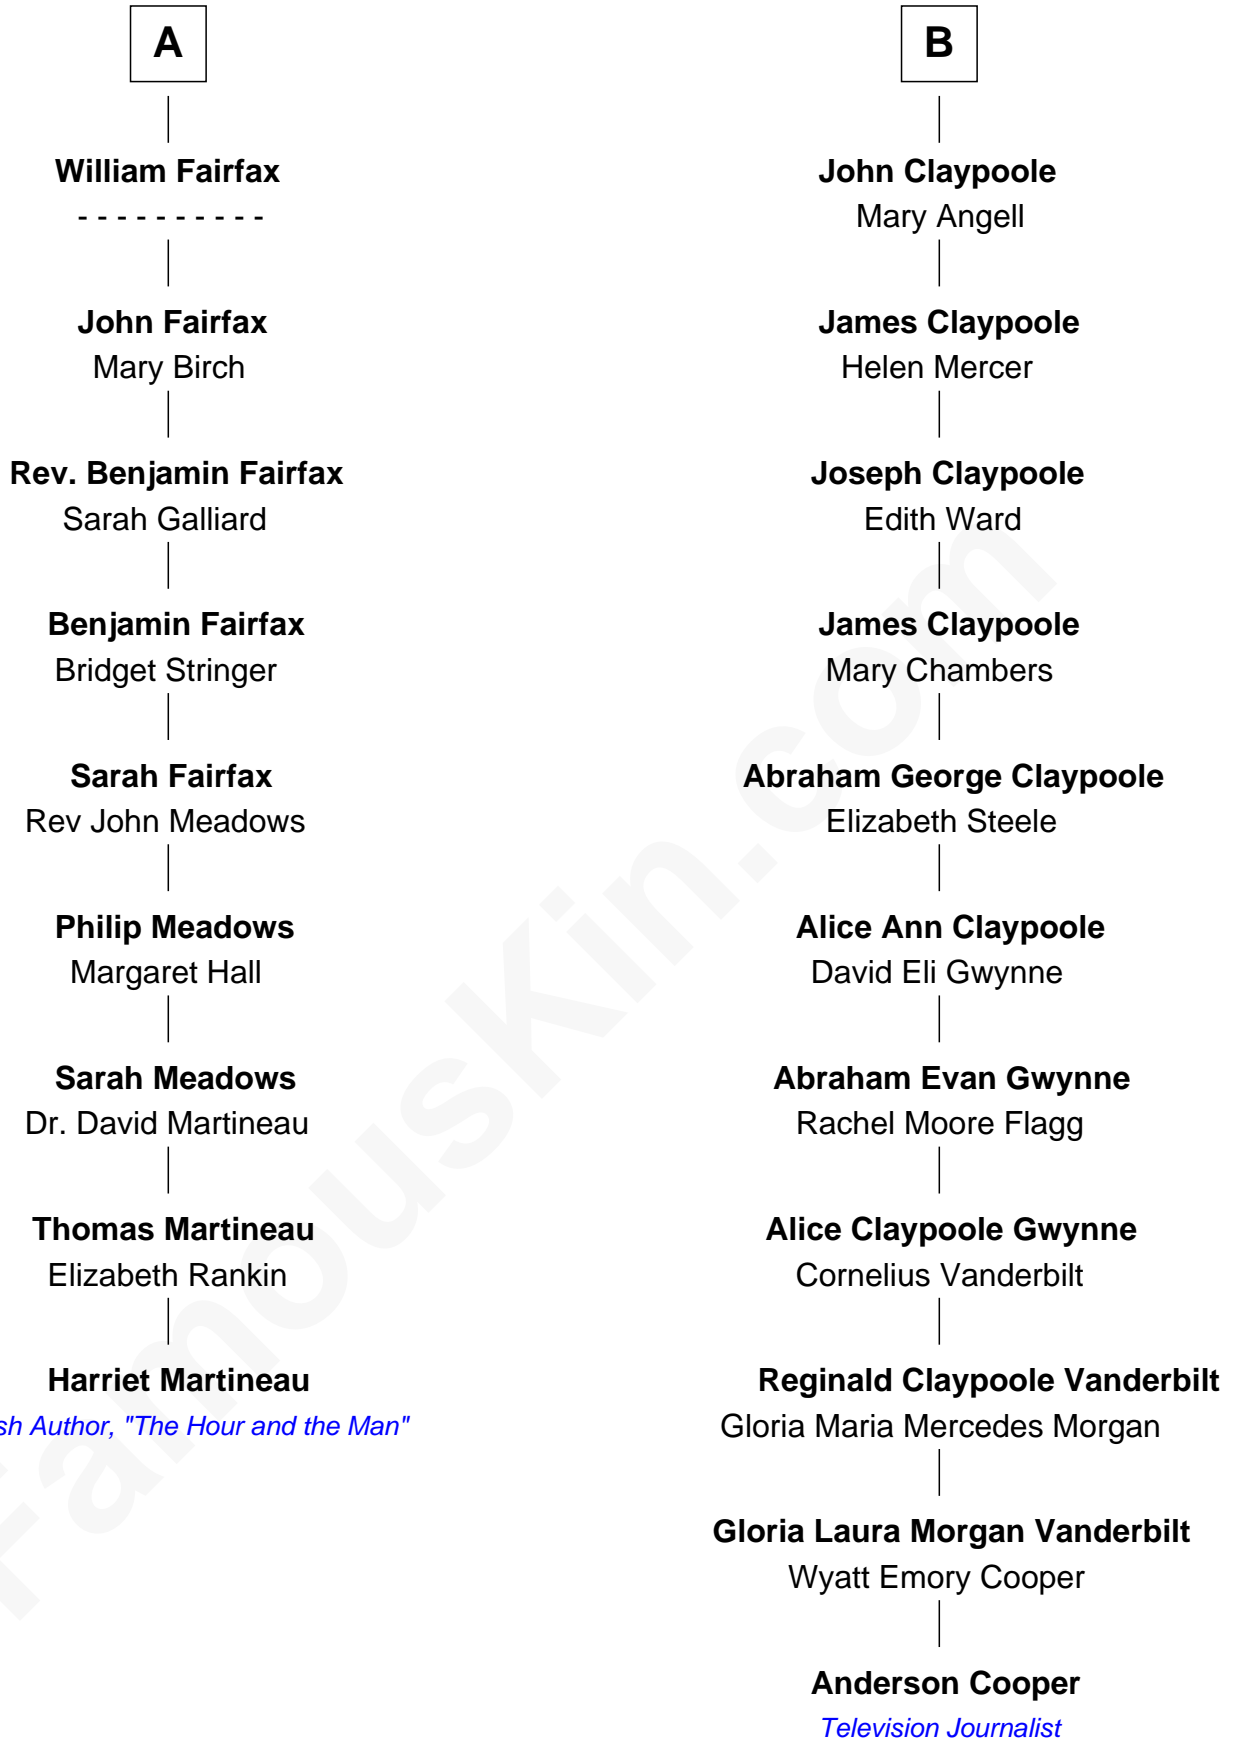 A
William Fairfax
- - - - - - - - - -
John Fairfax
Mary Birch
Rev. Benjamin Fairfax
Sarah Galliard
Benjamin Fairfax
Bridget Stringer
Sarah Fairfax
Rev John Meadows
Philip Meadows
Margaret Hall
Sarah Meadows
Dr. David Martineau
Thomas Martineau
Elizabeth Rankin
Harriet Martineau
sh Author, "The Hour and the Man"
B
John Claypoole
Mary Angell
James Claypoole
Helen Mercer
Joseph Claypoole
Edith Ward
James Claypoole
Mary Chambers
Abraham George Claypoole
Elizabeth Steele
Alice Ann Claypoole
David Eli Gwynne
Abraham Evan Gwynne
Rachel Moore Flagg
Alice Claypoole Gwynne
Cornelius Vanderbilt
Reginald Claypoole Vanderbilt
Gloria Maria Mercedes Morgan
Gloria Laura Morgan Vanderbilt
Wyatt Emory Cooper
Anderson Cooper
Television Journalist
FamousKin.com